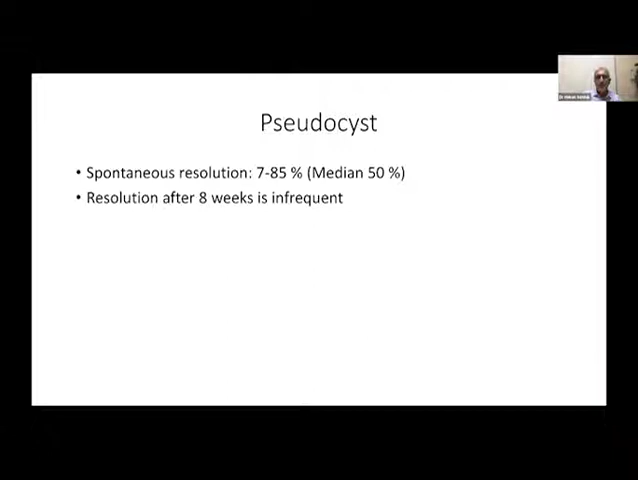 Pseudocyst
• Spontaneous resolution: 7-85 % (Median 50 %)
• Resolution after 8 weeks is infrequent